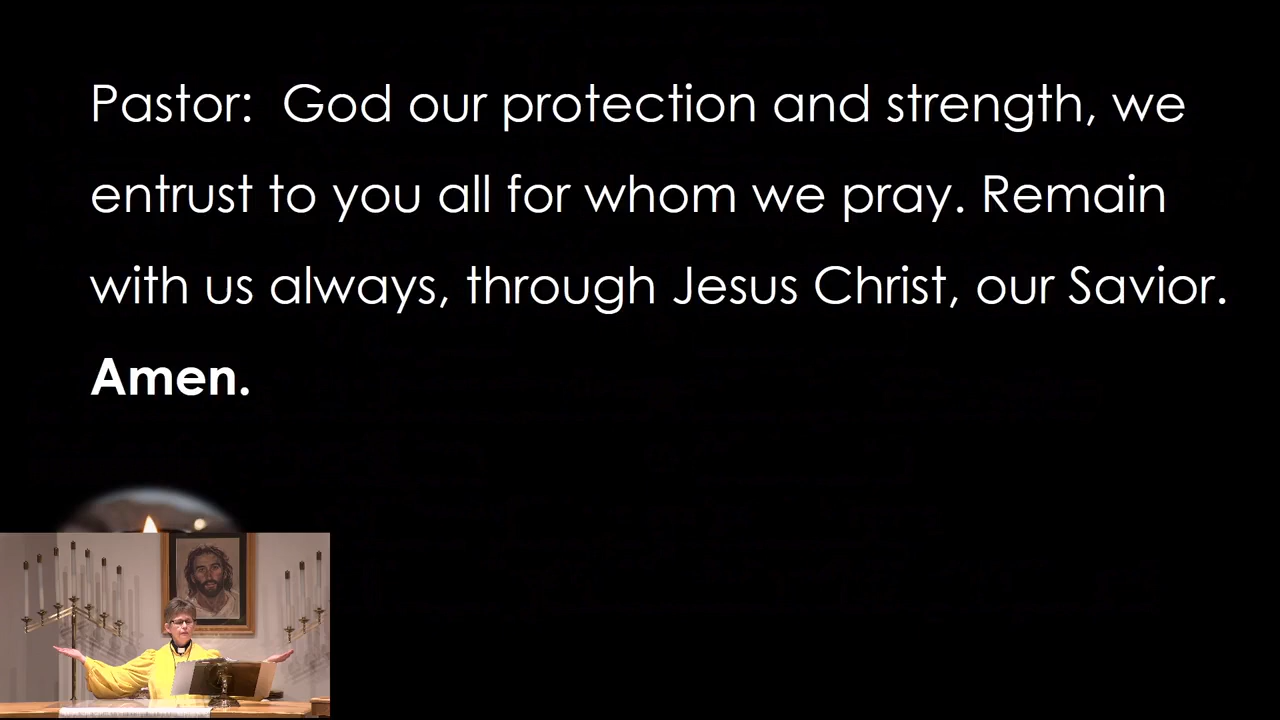 Pastor:  God our protection and strength, we
entrust to you all for whom we pray. Remain
with us always, through Jesus Christ, our Savior.
Amen.